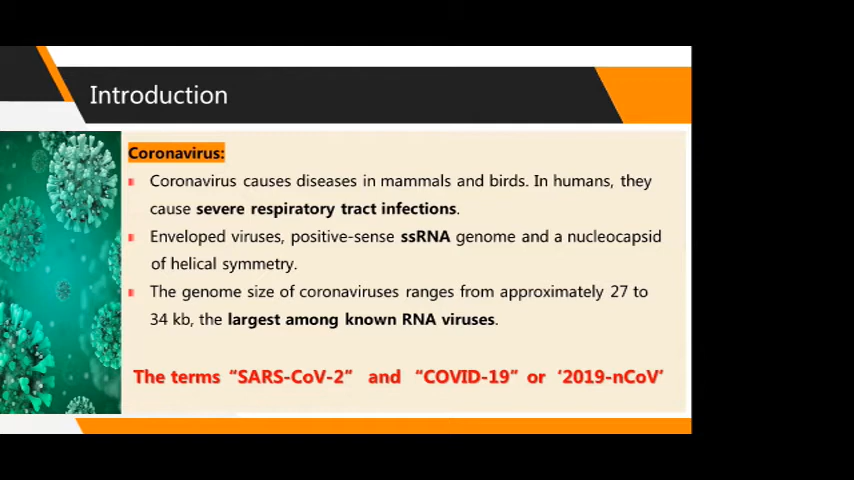 Introduction
Coronavirus:
Coronavirus causes diseases in mammals and birds. In humans, they
cause severe respiratory tract infections.
Enveloped viruses, positive-sense ssRNA genome and a nucleocapsid
of helical symmetry.
The genome size of coronaviruses ranges from approximately 27 to
34 kb, the largest among known RNA viruses.
The terms “SARS-CoV-2” and “COVID-19” or ‘2019-nCoV’